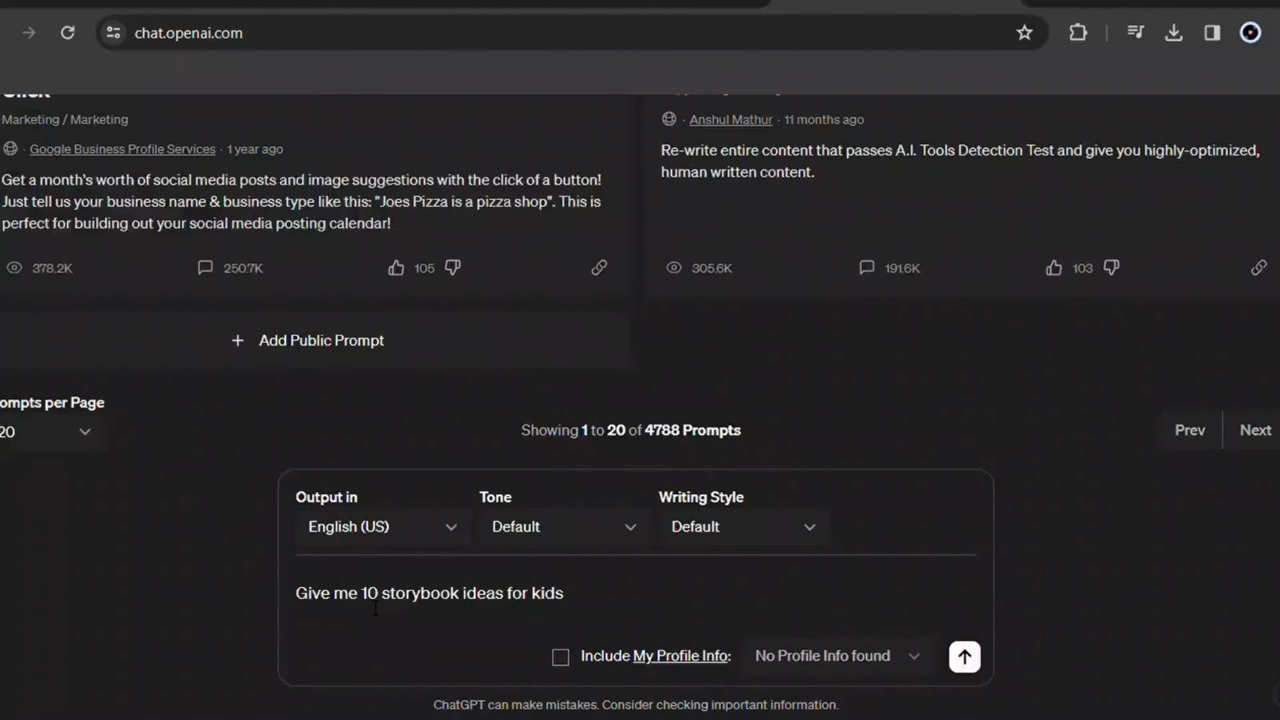 chat.openai.com
Click
Marketing / Marketing
Google Business Profile Services · 1 year ago
Get a month's worth of social media posts and image suggestions with the click of a button!
Just tell us your business name & business type like this: "Joes Pizza is a pizza shop". This is
perfect for building out your social media posting calendar!
378.2K 250.7K 105
· Anshul Mathur · 11 months ago
Re-write entire content that passes A.I. Tools Detection Test and give you highly-optimized,
human written content.
305.6K 191.6K 103
+ Add Public Prompt
ompts per Page
20
Showing 1 to 20 of 4788 Prompts
Prev Next
Output in Tone Writing Style
English (US) Default Default
Give me 10 storybook ideas for kids
Include My Profile Info: No Profile Info found
ChatGPT can make mistakes. Consider checking important information.